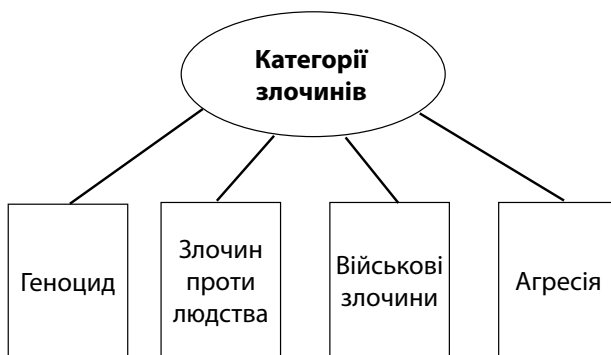 Категорії
злочинів
Геноцид
Злочин
проти
людства
Військові
злочини
Агресія